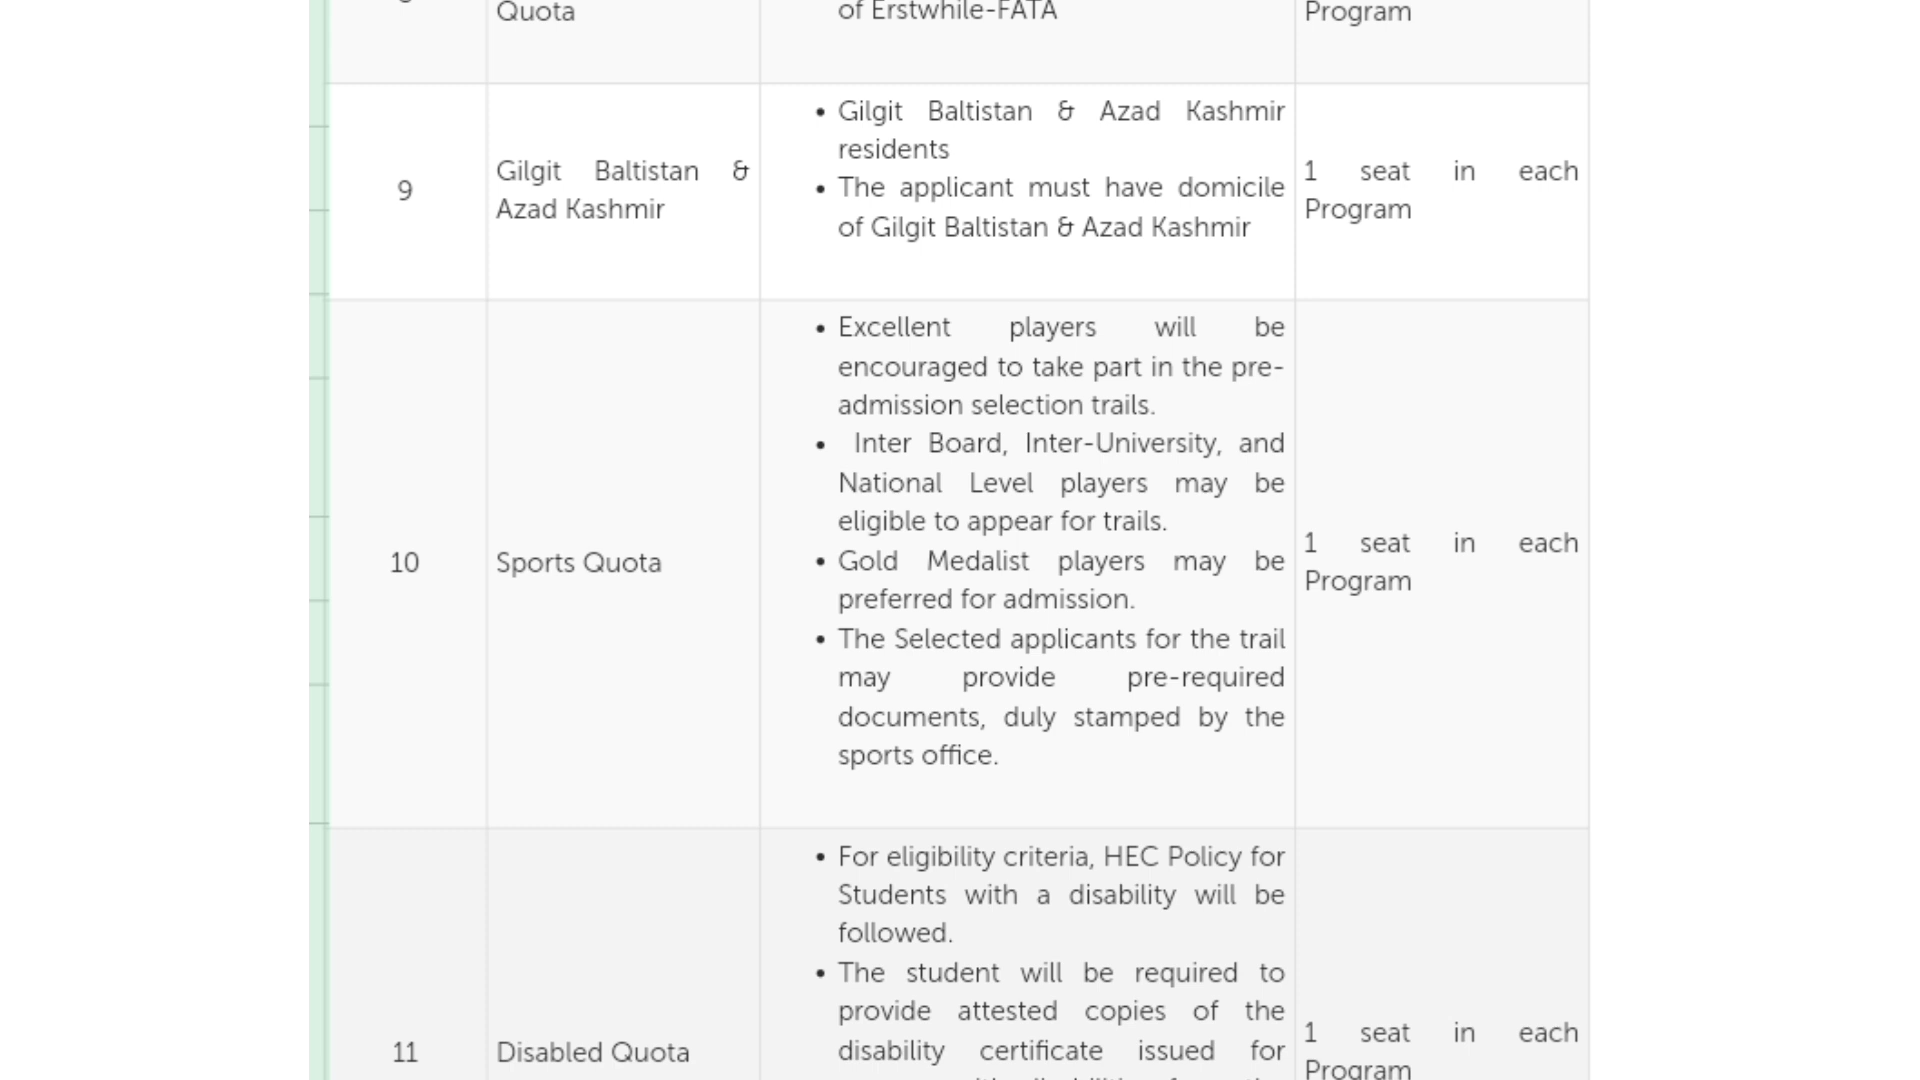 Quota
of Erstwhile-FATA
Program
9
Gilgit Baltistan &
Azad Kashmir
• Gilgit Baltistan & Azad Kashmir
residents
• The applicant must have domicile
of Gilgit Baltistan & Azad Kashmir
1 seat in each
Program
10
Sports Quota
• Excellent players will be
encouraged to take part in the pre-
admission selection trails.
• Inter Board, Inter-University, and
National Level players may be
eligible to appear for trails.
• Gold Medalist players may be
preferred for admission.
• The Selected applicants for the trail
may provide pre-required
documents, duly stamped by the
sports office.
1 seat in each
Program
11
Disabled Quota
• For eligibility criteria, HEC Policy for
Students with a disability will be
followed.
• The student will be required to
provide attested copies of the
disability certificate issued for
1 seat in each
Program